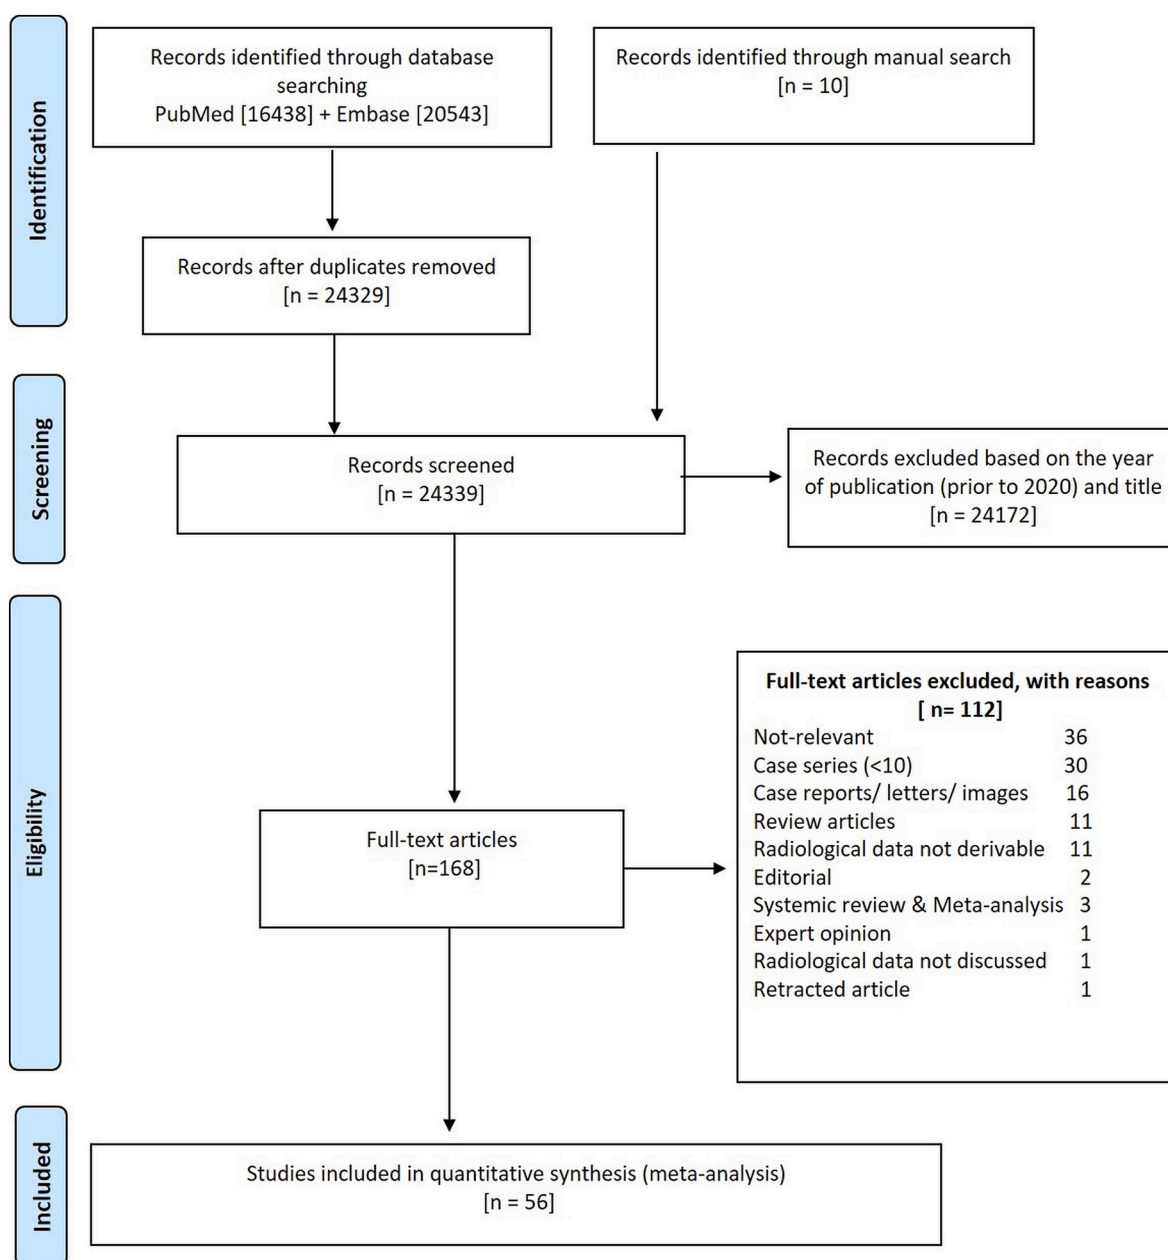 Identification
Records identified through database
searching
PubMed [16438] + Embase [20543]
Records identified through manual search
[n = 10]
Records after duplicates removed
[n = 24329]
Screening
Records screened
[n = 24339]
Records excluded based on the year
of publication (prior to 2020) and title
[n = 24172]
Eligibility
Full-text articles
[n=168]
Full-text articles excluded, with reasons
[ n= 112]
Not-relevant 36
Case series (<10) 30
Case reports/ letters/ images 16
Review articles 11
Radiological data not derivable 11
Editorial 2
Systemic review & Meta-analysis 3
Expert opinion 1
Radiological data not discussed 1
Retracted article 1
Included
Studies included in quantitative synthesis (meta-analysis)
[n = 56]